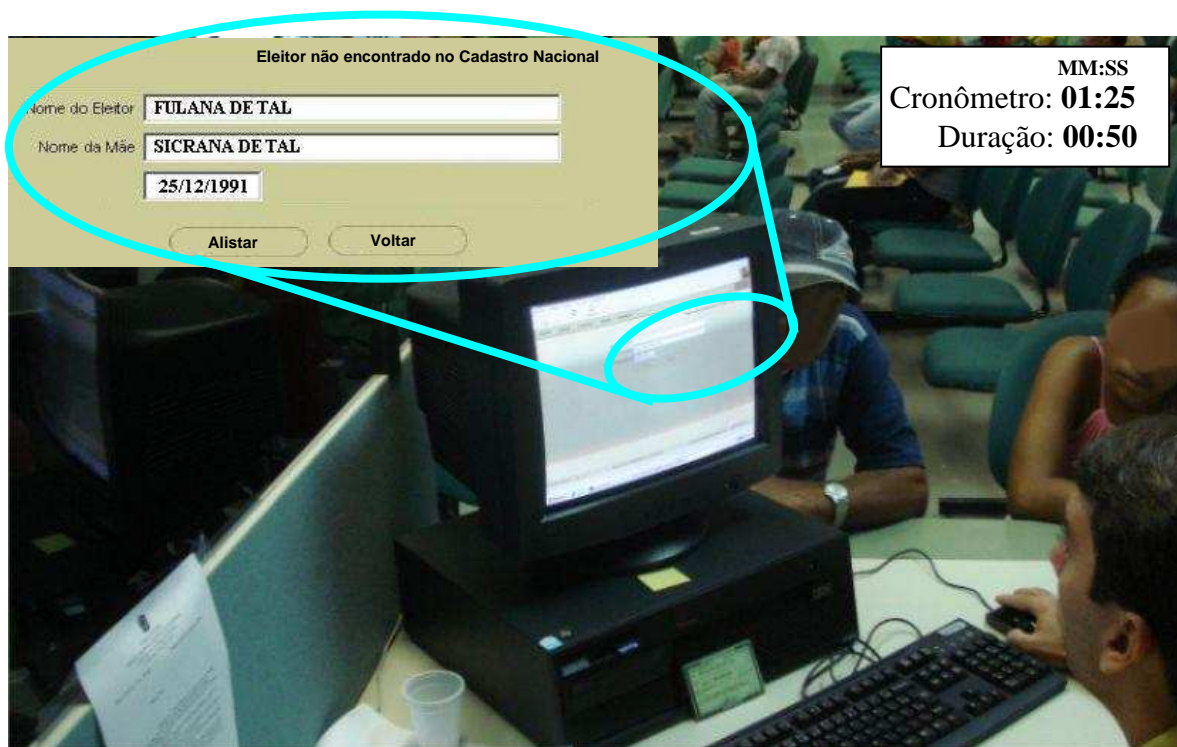 Eleitor não encontrado no Cadastro Nacional
Nome do Eleitor FULANA DE TAL
Nome da Mãe SICRANA DE TAL
25/12/1991
Alistar Voltar
MM:SS
Cronômetro: 01:25
Duração: 00:50